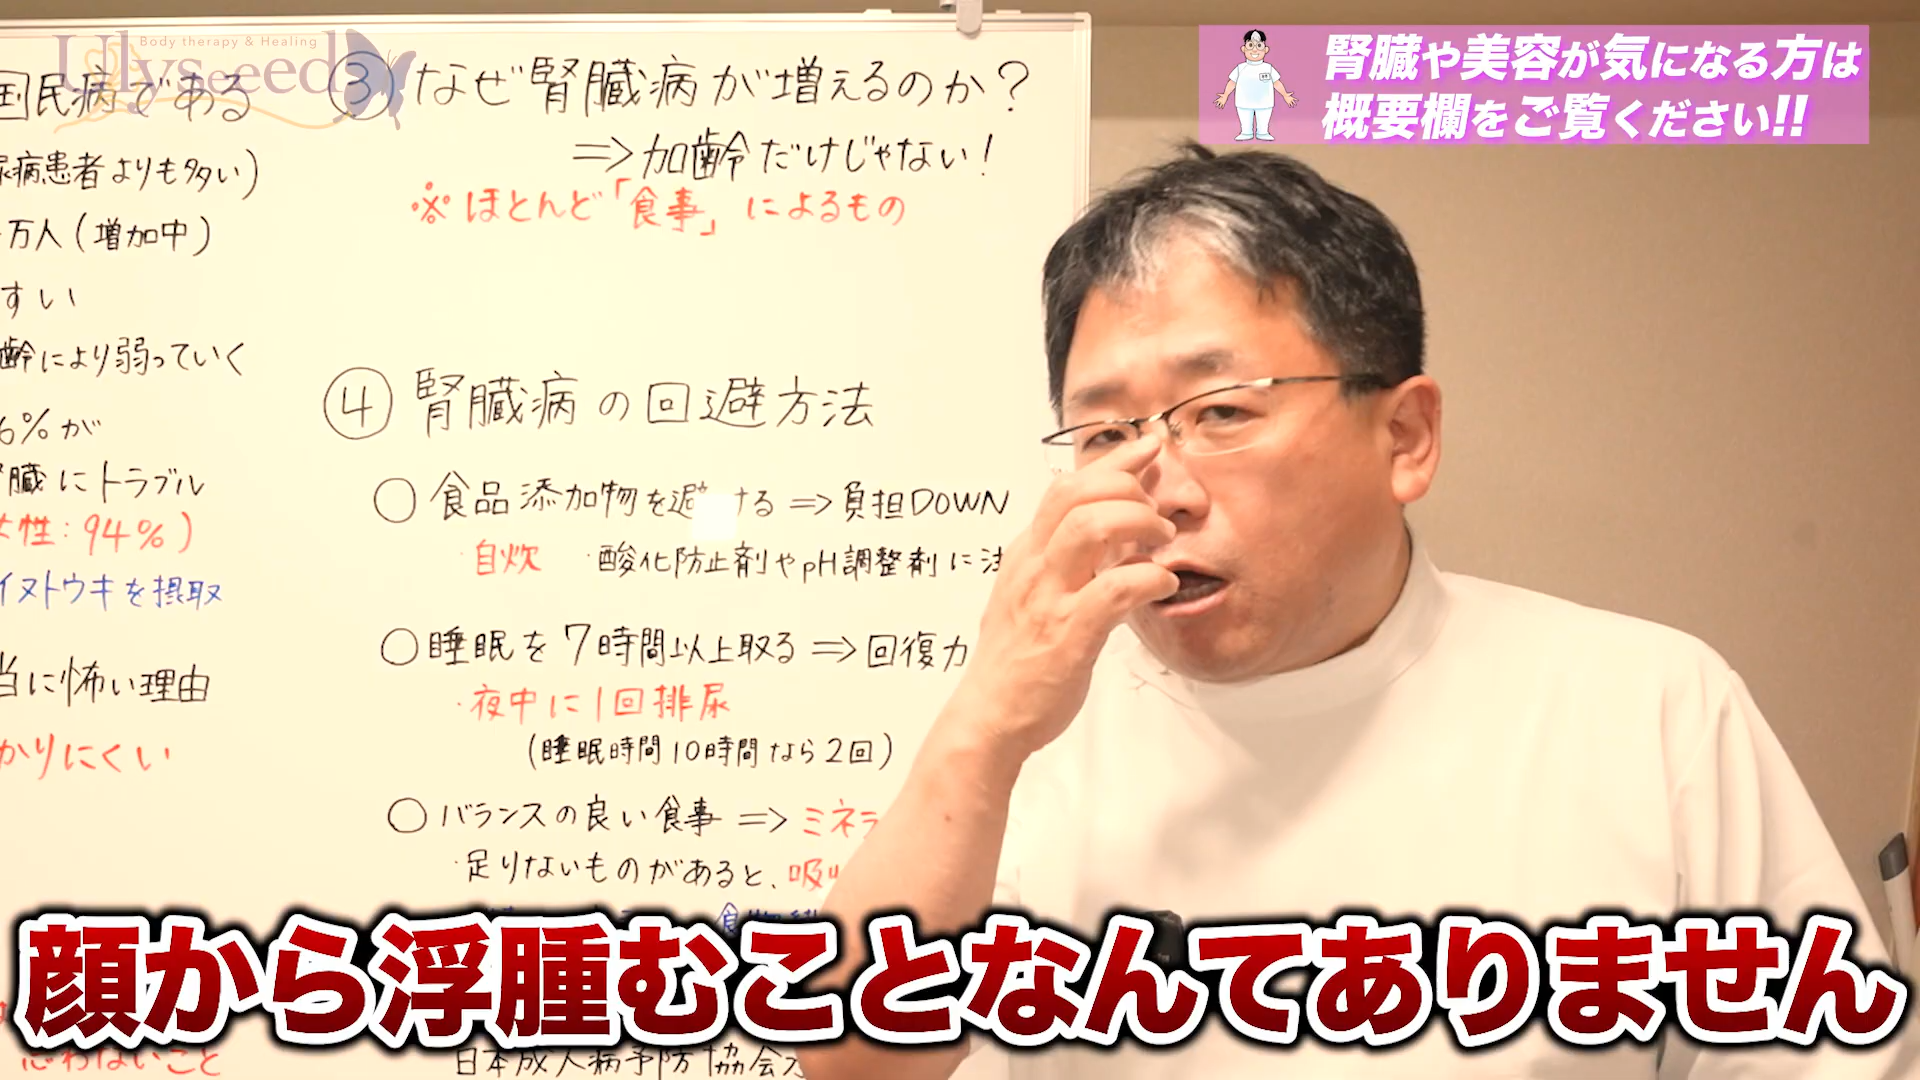 Ulyseeed
Body therapy & Healing
腎臓や美容が気になる方は
概要欄をご覧ください!!
国民病である
尿病患者よりも多い)
万人(増加中)
すい
齢により弱っていく
6%が
臓にトラブル
女性:94%)
イヌトウキを摂取
当に怖い理由
かりにくい
思わないこと
③なぜ腎臓病が増えるのか?
⇒加齢だけじゃない!
※ほとんど「食事」によるもの
④腎臓病の回避方法
○食品添加物を避ける⇒負担DOWN
・自炊 ・酸化防止剤やpH調整剤に注
○睡眠を7時間以上取る⇒回復力
・夜中に1回排尿
(睡眠時間10時間なら2回)
○バランスの良い食事⇒ミネラ
・足りないものがあると、吸収
日本成人病予防協会
顔から浮腫むことなんてありません